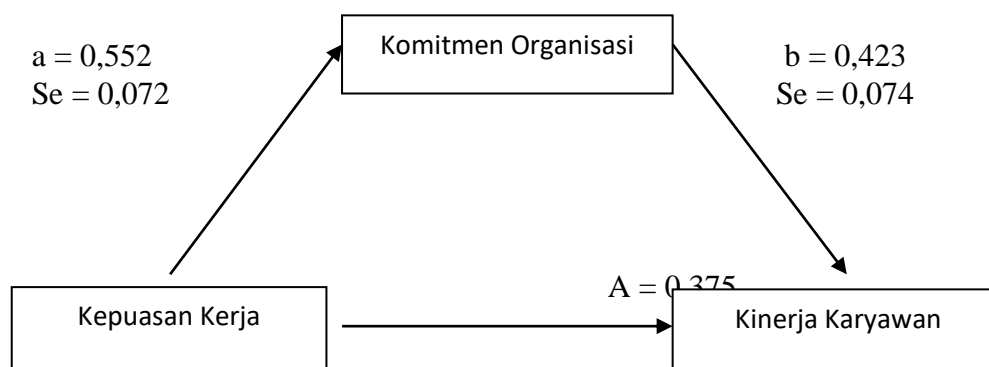 Komitmen Organisasi
a = 0,552
Se = 0,072
b = 0,423
Se = 0,074
A = 0,375
Kepuasan Kerja
Kinerja Karyawan